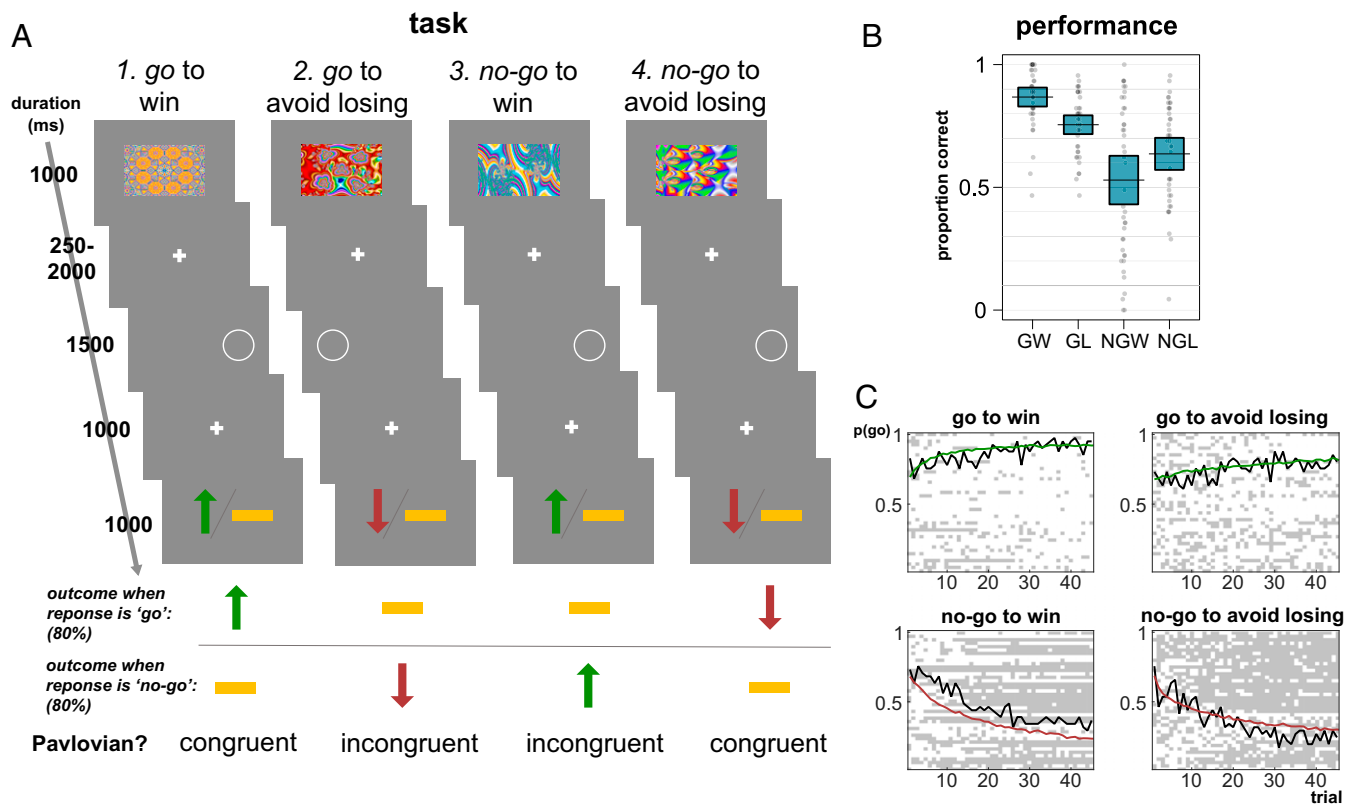 A
task
1. go to
win
2. go to
avoid losing
3. no-go to
win
4. no-go to
avoid losing
duration
(ms)
1000
250-
2000
1500
1000
1000
outcome when
reponse is ‘go’:
(80%)
outcome when
reponse is ‘no-go’:
(80%)
Pavlovian?
congruent
incongruent
incongruent
congruent
B
performance
proportion correct
1
0.5
0
GW
GL
NGW
NGL
C
p(go)
go to win
1
0.5
10 20 30 40
go to avoid losing
1
0.5
10 20 30 40
no-go to win
1
0.5
10 20 30 40
no-go to avoid losing
1
0.5
10 20 30 40
trial